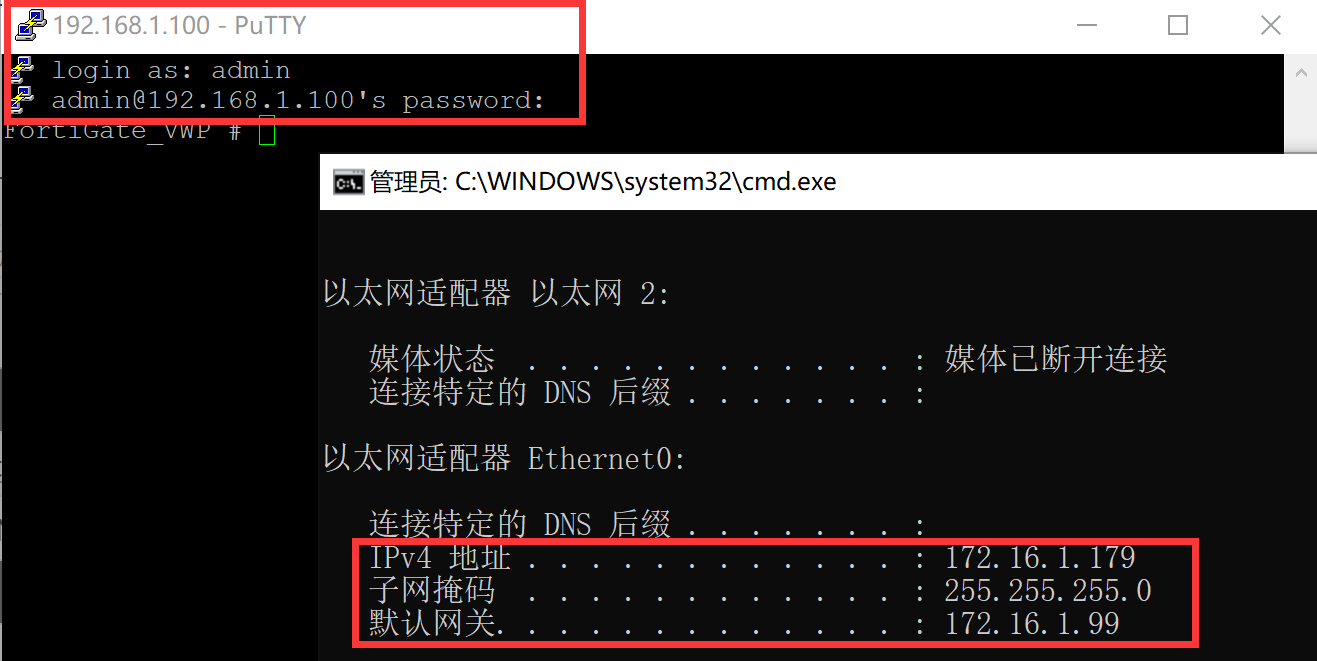 192.168.1.100 - PuTTY
login as: admin
admin@192.168.1.100's password:
FortiGate_VWP #
管理员: C:\WINDOWS\system32\cmd.exe
以太网适配器 以太网 2:
媒体状态 . . . . . . . . . . . . : 媒体已断开连接
连接特定的 DNS 后缀 . . . . . . . :
以太网适配器 Ethernet0:
连接特定的 DNS 后缀 . . . . . . . :
IPv4 地址 . . . . . . . . . . . . : 172.16.1.179
子网掩码 . . . . . . . . . . . . : 255.255.255.0
默认网关. . . . . . . . . . . . . : 172.16.1.99